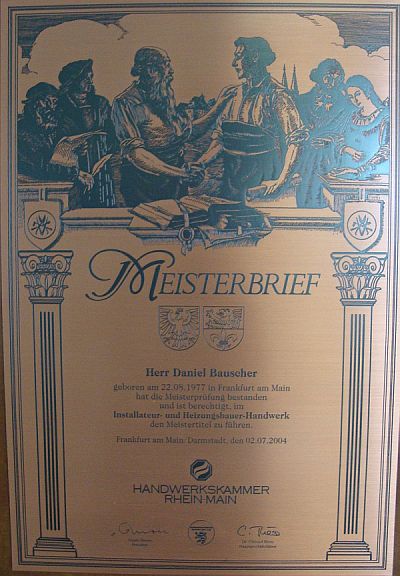 MEISTERBRIEF
Herr Daniel Bauscher
geboren am 22.08.1977 in Frankfurt am Main
hat die Meisterprüfung bestanden
und ist berechtigt, im
Installateur- und Heizungsbauer-Handwerk
den Meistertitel zu führen.
Frankfurt am Main/Darmstadt, den 02.07.2004
HANDWERKSKAMMER
RHEIN-MAIN
Präsident